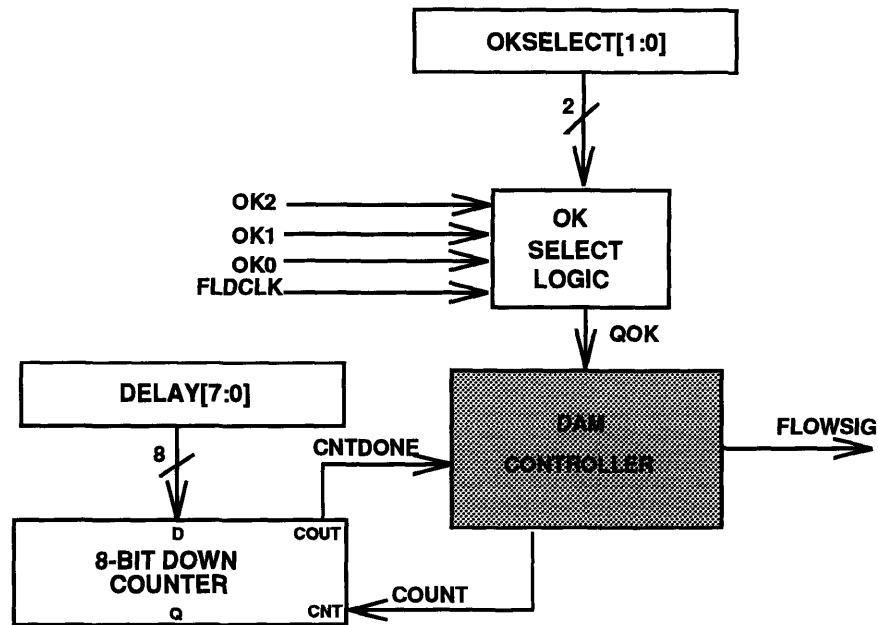 OKSELECT[1:0]
2
OK2
OK1
OK0
FLDCLK
OK
SELECT
LOGIC
QOK
DELAY[7:0]
8
CNTDONE
DAM
CONTROLLER
FLOWSIG
D
COUT
8-BIT DOWN
COUNTER
Q
CNT
COUNT